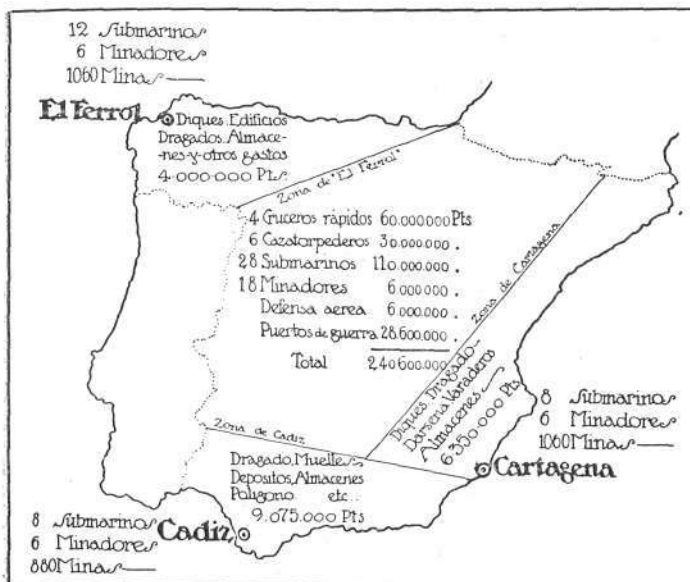 12 Submarinos
6 Minadores
1060 Minas
El Ferrol
Diques, Edificios
Dragados, Almace-
nes y otros gastos
4.000.000 Pts.
Zona de "El Ferrol"
4 Cruceros rápidos 60.000.000 Pts
6 Cazatorpederos 30.000.000 .
28 Submarinos 110.000.000 .
18 Minadores 6.000.000 .
Defensa aerea 6.000.000 .
Puertos de guerra 28.600.000 .
Total 240.600.000
Zona de Cartagena
Diques, Dragado
Darsena, Varaderos
Almacenes
6.350.000 Pts
8 Submarinos
6 Minadores
1060 Minas
Cartagena
Zona de Cadiz
Dragado, Muelles
Depositos, Almacenes
Poligono etc...
9.075.000 Pts
8 Submarinos
6 Minadores
880 Minas
Cadiz